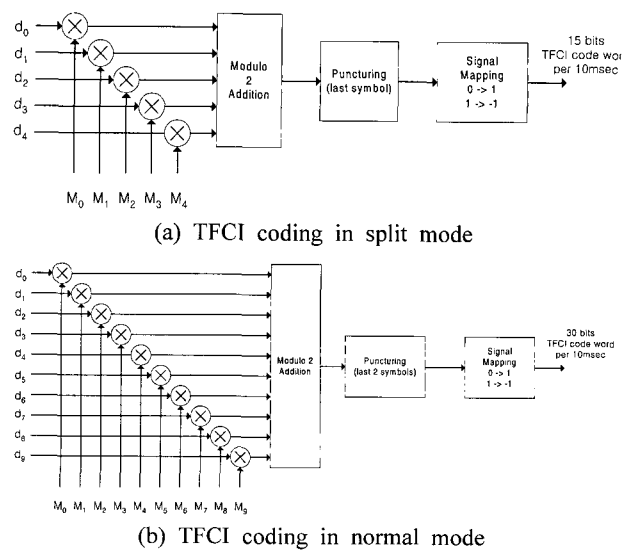 d0
d1
d2
d3
d4
M0 M1 M2 M3 M4
Modulo
2
Addition
Puncturing
(last symbol)
Signal
Mapping
0 -> 1
1 -> -1
15 bits
TFCI code wor
per 10msec
(a) TFCI coding in split mode
d0
d1
d2
d3
d4
d5
d6
d7
d8
d9
M0 M1 M2 M3 M4 M5 M6 M7 M8 M9
Modulo 2
Addition
Puncturing
(last 2 symbols)
Signal
Mapping
0 -> 1
1 -> -1
30 bits
TFCI code word
per 10msec
(b) TFCI coding in normal mode